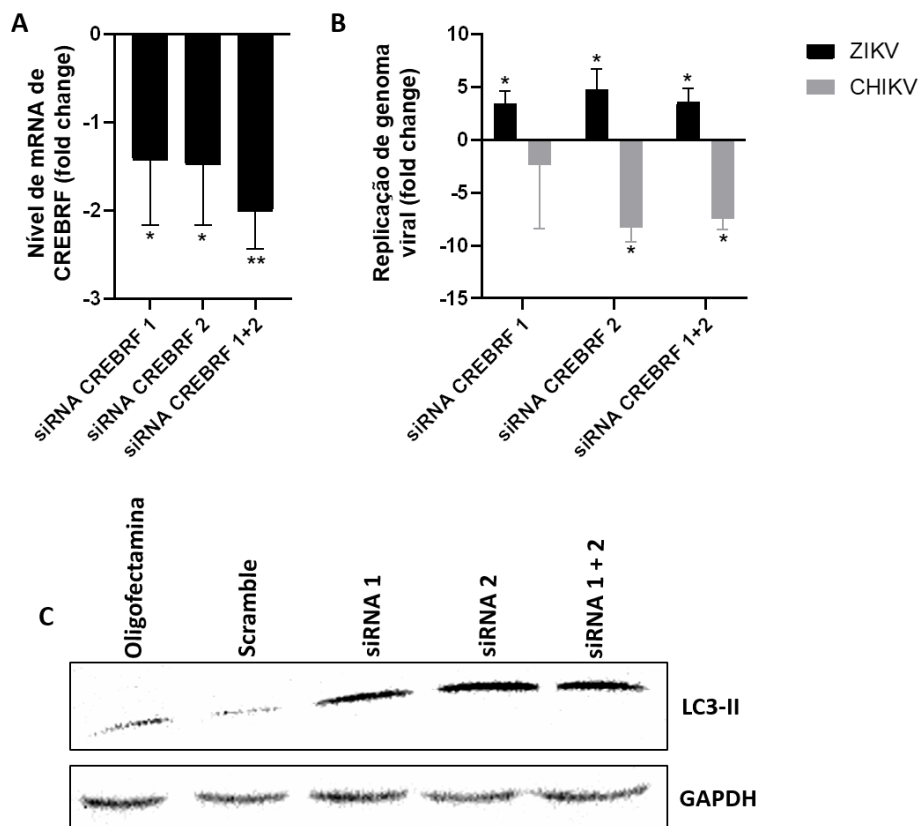 A
Nível de mRNA de
CREBRF (fold change)
0
-1
-2
-3
*
*
**
siRNA CREBRF 1
siRNA CREBRF 2
siRNA CREBRF 1+2
B
Replicação de genoma
viral (fold change)
10
5
0
-5
-10
-15
*
*
*
*
*
siRNA CREBRF 1
siRNA CREBRF 2
siRNA CREBRF 1+2
ZIKV
CHIKV
C
Oligofectamina
Scramble
siRNA 1
siRNA 2
siRNA 1 + 2
LC3-II
GAPDH